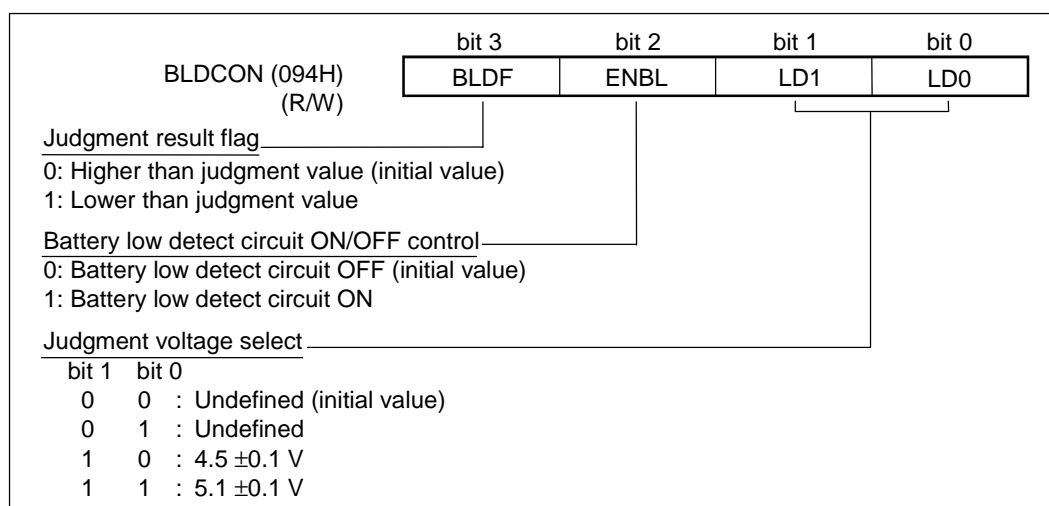 bit 3 bit 2 bit 1 bit 0
BLDCON (094H) BLDF ENBL LD1 LD0
(R/W)
Judgment result flag
0: Higher than judgment value (initial value)
1: Lower than judgment value
Battery low detect circuit ON/OFF control
0: Battery low detect circuit OFF (initial value)
1: Battery low detect circuit ON
Judgment voltage select
bit 1 bit 0
0 0 : Undefined (initial value)
0 1 : Undefined
1 0 : 4.5 ±0.1 V
1 1 : 5.1 ±0.1 V